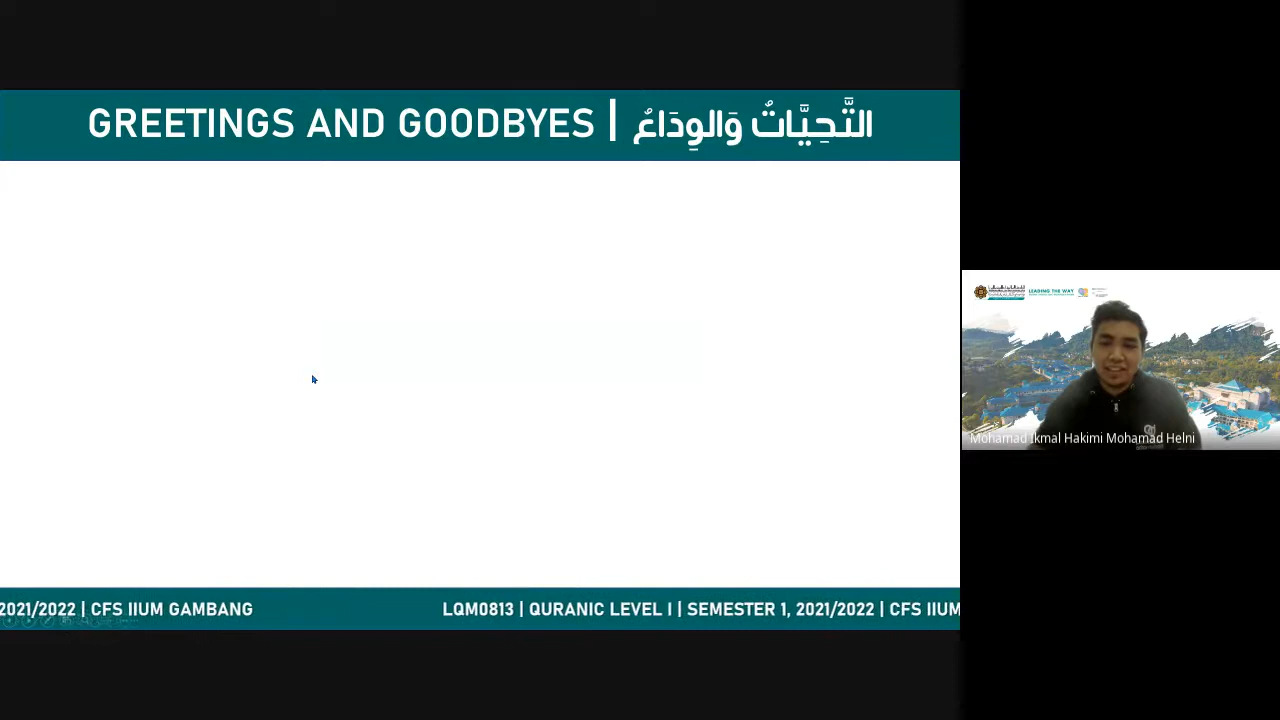 GREETINGS AND GOODBYES | التَّحِيَّاتُ وَالوِدَاعُ
LEADING THE WAY
Mohamad Ikmal Hakimi Mohamad Helni
2021/2022 | CFS IIUM GAMBANG LQM0813 | QURANIC LEVEL I | SEMESTER 1, 2021/2022 | CFS IIUM